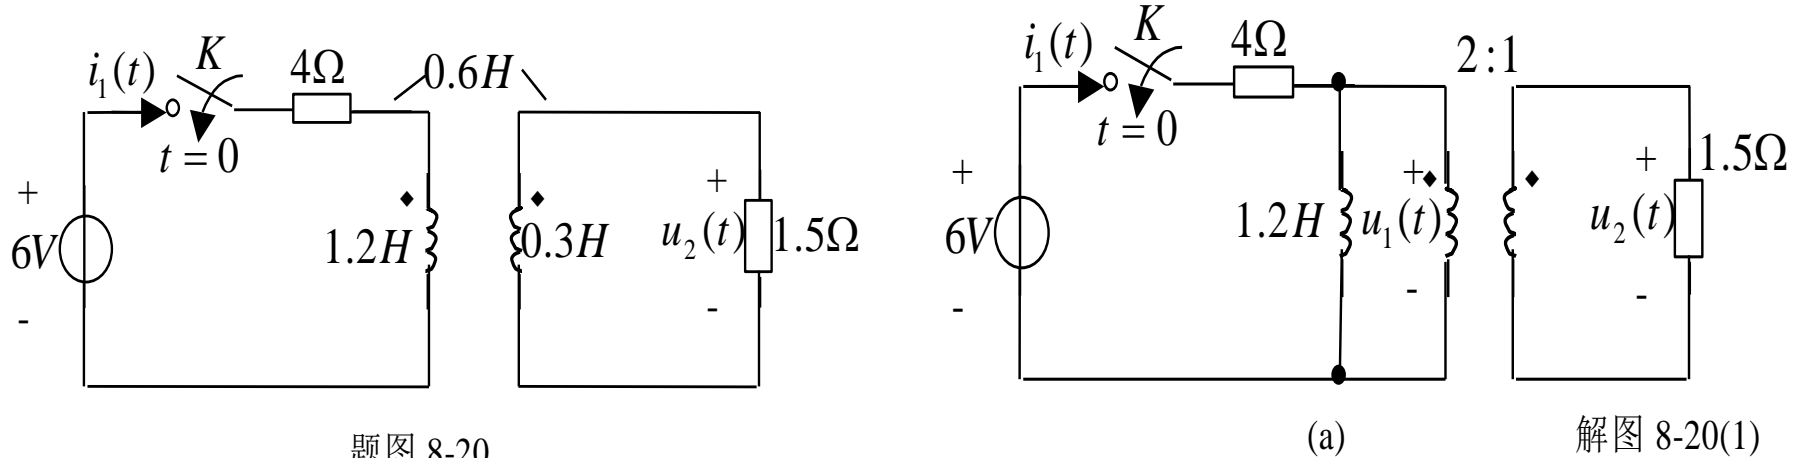 i₁(t) K 4Ω 0.6H
t = 0
+
6V
-
1.2H
0.3H
+
u₂(t)
-
1.5Ω
题图 8-20
i₁(t) K 4Ω 2:1
t = 0
+
6V
-
1.2H
+
u₁(t)
-
+
u₂(t)
-
1.5Ω
(a)
解图 8-20(1)